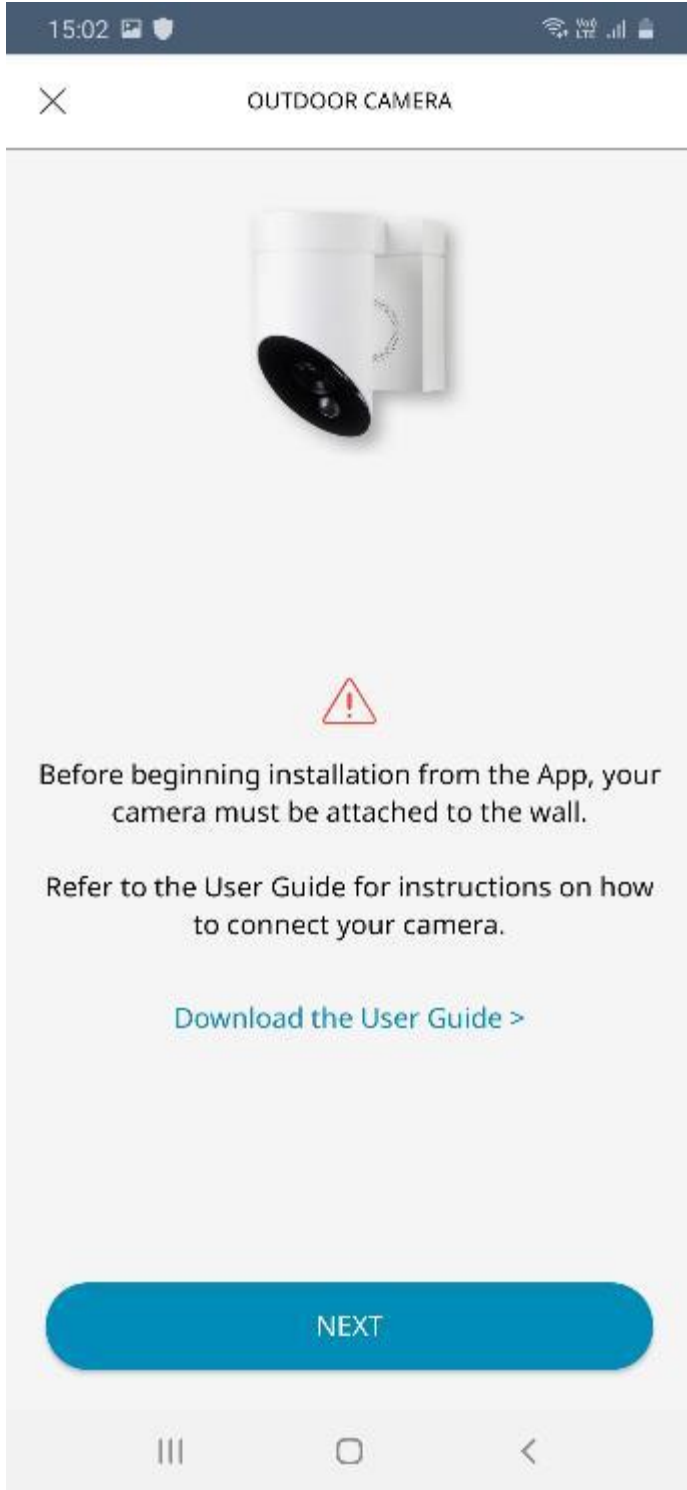 15:02
OUTDOOR CAMERA
Before beginning installation from the App, your
camera must be attached to the wall.
Refer to the User Guide for instructions on how
to connect your camera.
Download the User Guide >
NEXT